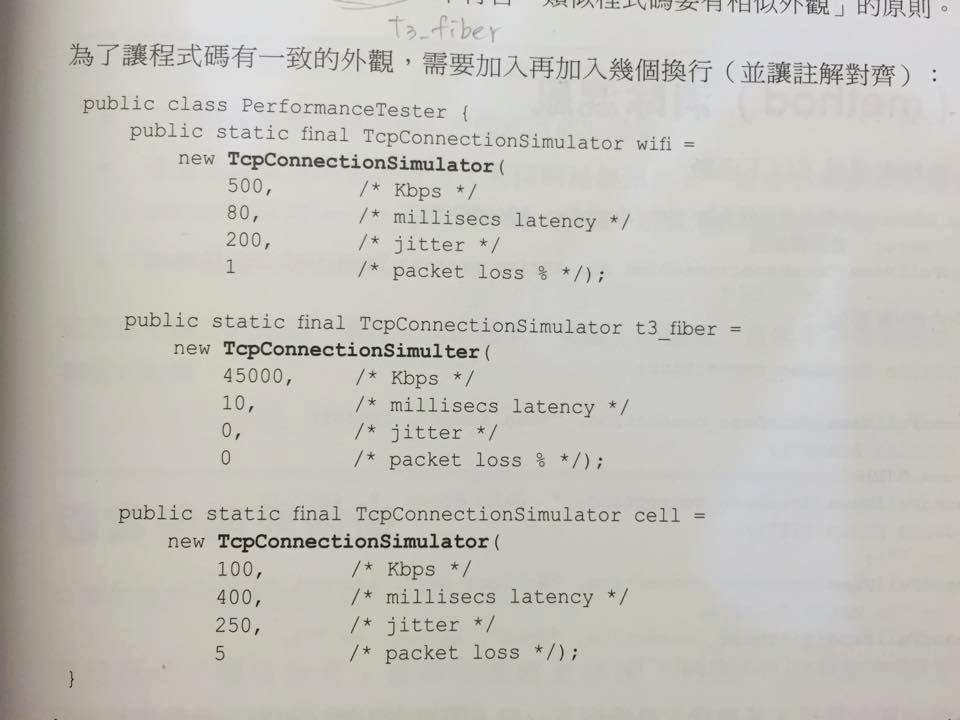 「類似程式碼要有相似外觀」的原則。
t3_fiber
為了讓程式碼有一致的外觀，需要加入再加入幾個換行（並讓註解對齊）：
public class PerformanceTester {
    public static final TcpConnectionSimulator wifi =
        new TcpConnectionSimulator(
            500,       /* Kbps */
            80,        /* millisecs latency */
            200,       /* jitter */
            1          /* packet loss % */);
    public static final TcpConnectionSimulator t3_fiber =
        new TcpConnectionSimulter(
            45000,     /* Kbps */
            10,        /* millisecs latency */
            0,         /* jitter */
            0          /* packet loss % */);
    public static final TcpConnectionSimulator cell =
        new TcpConnectionSimulator(
            100,       /* Kbps */
            400,       /* millisecs latency */
            250,       /* jitter */
            5          /* packet loss */);
}